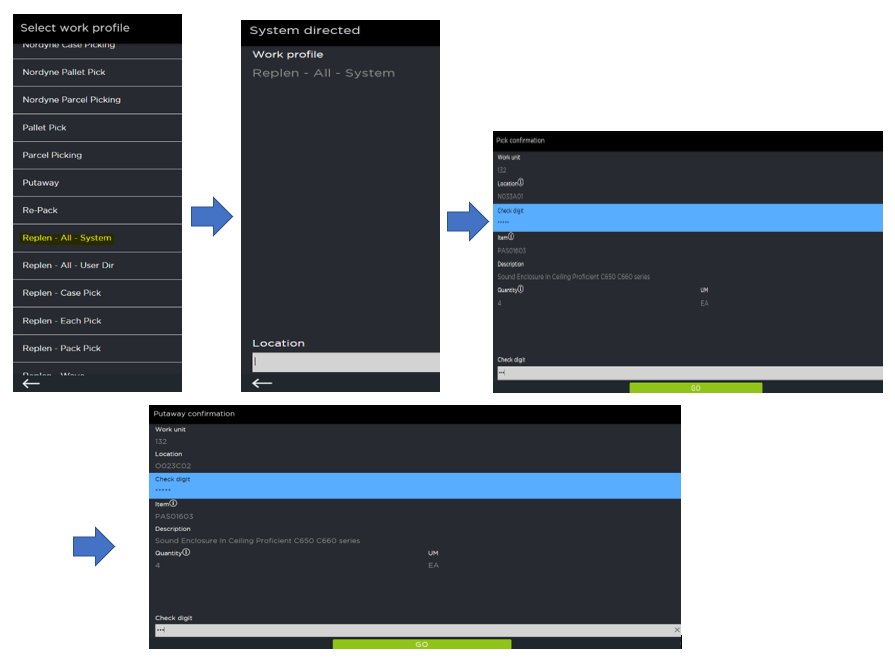 Select work profile
Nordyne Case Picking
Nordyne Pallet Pick
Nordyne Parcel Picking
Pallet Pick
Parcel Picking
Putaway
Re-Pack
Replen - All - System
Replen - All - User Dir
Replen - Case Pick
Replen - Each Pick
Replen - Pack Pick
Replen - Wave
System directed
Work profile
Replen - All - System
Location
Pick confirmation
Work unit
132
Location
N033A01
Check digit
•••••
Item
PAS01603
Description
Sound Enclosure In Ceiling Proficient C650 C660 series
Quantity UM
4 EA
Check digit
••
GO
Putaway confirmation
Work unit
132
Location
O023C02
Check digit
•••••
Item
PAS01603
Description
Sound Enclosure In Ceiling Proficient C650 C660 series
Quantity UM
4 EA
Check digit
•••
GO